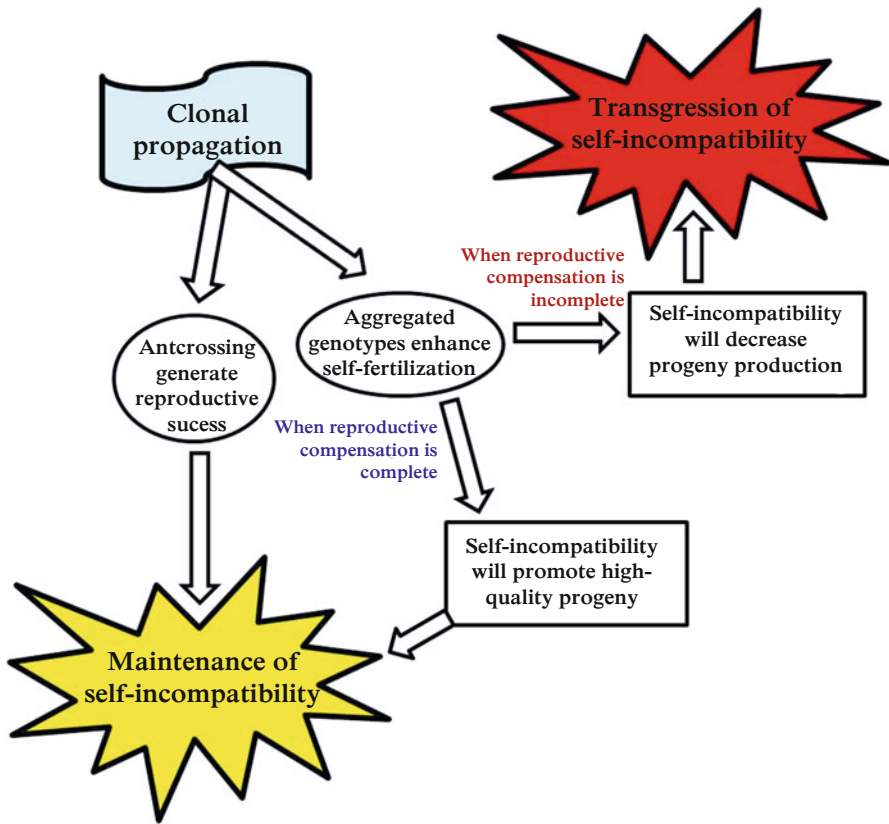 Clonal
propagation
Transgression of
self-incompatibility
When reproductive
compensation is
incomplete
Self-incompatibility
will decrease
progeny production
Aggregated
genotypes enhance
self-fertilization
Antcrossing
generate
reproductive
sucess
When reproductive
compensation is
complete
Self-incompatibility
will promote high-
quality progeny
Maintenance of
self-incompatibility